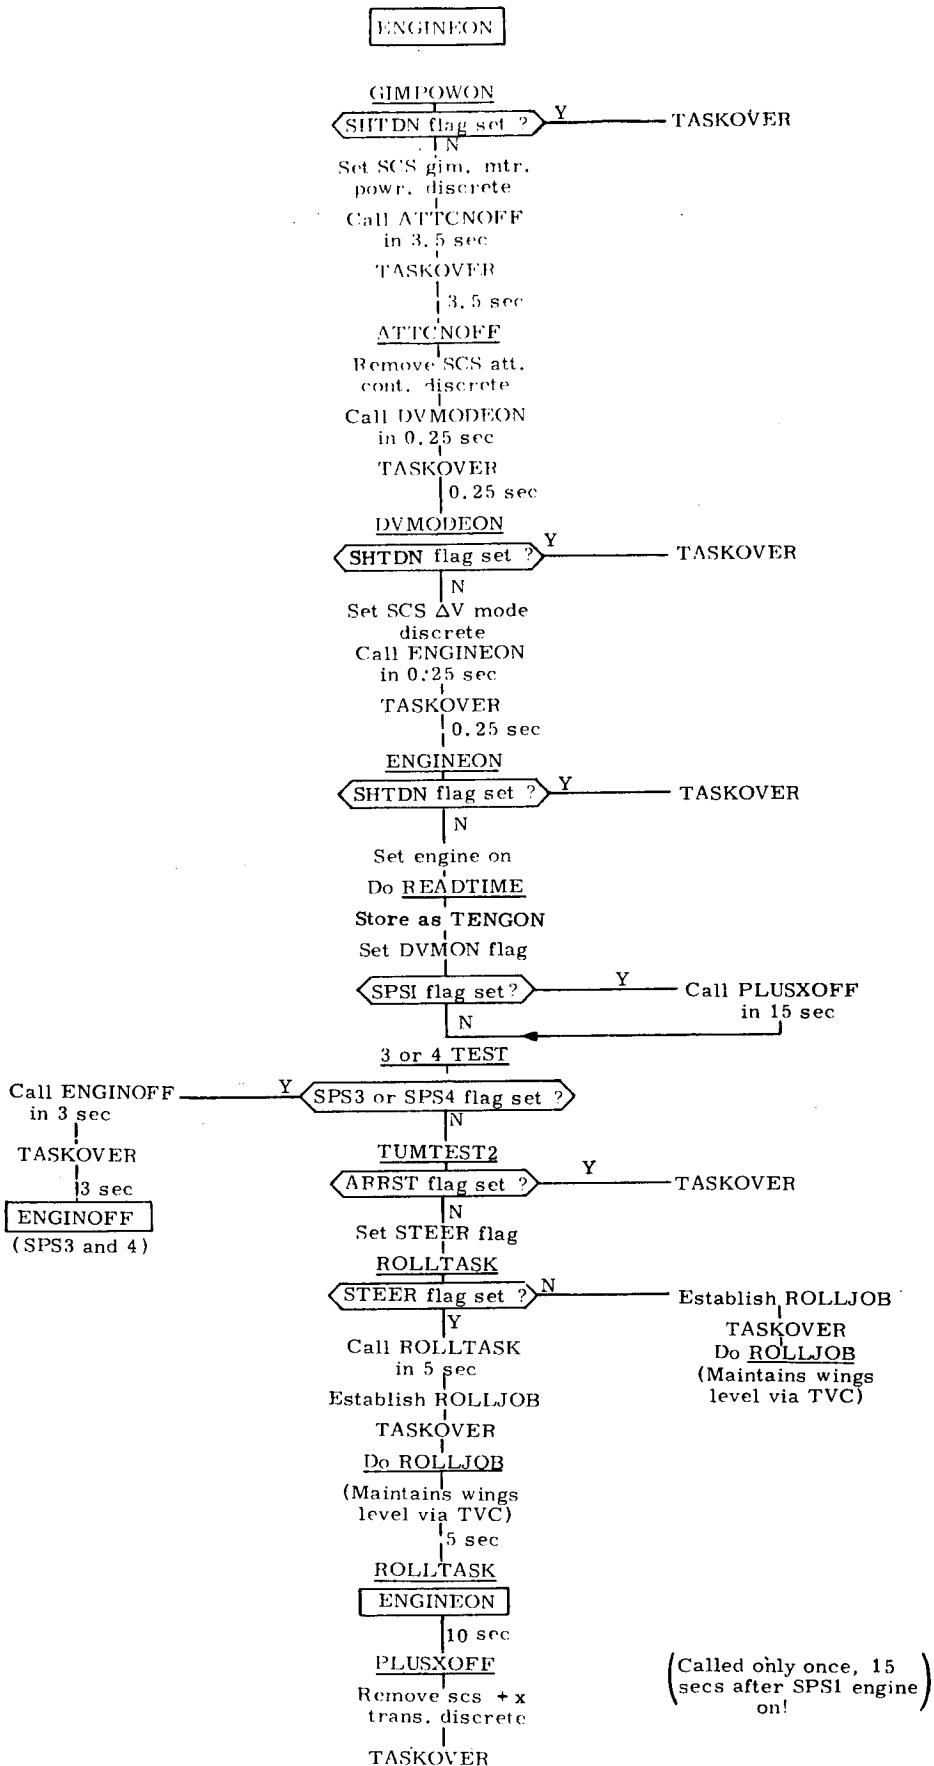 ENGINEON
GIMPOWON
SHTDN flag set ?
Y
TASKOVER
N
Set SCS gim. mtr.
powr. discrete
Call ATTCNOFF
in 3.5 sec
TASKOVER
3.5 sec
ATTCNOFF
Remove SCS att.
cont. discrete
Call DVMODEON
in 0.25 sec
TASKOVER
0.25 sec
DVMODEON
SHTDN flag set ?
Y
TASKOVER
N
Set SCS ΔV mode
discrete
Call ENGINEON
in 0.25 sec
TASKOVER
0.25 sec
ENGINEON
SHTDN flag set ?
Y
TASKOVER
N
Set engine on
Do READTIME
Store as TENGON
Set DVMON flag
SPSI flag set?
Y
Call PLUSXOFF
in 15 sec
N
3 or 4 TEST
SPS3 or SPS4 flag set ?
Y
Call ENGINOFF
in 3 sec
TASKOVER
3 sec
ENGINOFF
(SPS3 and 4)
N
TUMTEST2
ABRST flag set ?
Y
TASKOVER
N
Set STEER flag
ROLLTASK
STEER flag set ?
N
Establish ROLLJOB
TASKOVER
Do ROLLJOB
(Maintains wings
level via TVC)
Y
Call ROLLTASK
in 5 sec
Establish ROLLJOB
TASKOVER
Do ROLLJOB
(Maintains wings
level via TVC)
5 sec
ROLLTASK
ENGINEON
10 sec
PLUSXOFF
Remove scs + x
trans. discrete
TASKOVER
(Called only once, 15
secs after SPS1 engine
on!)